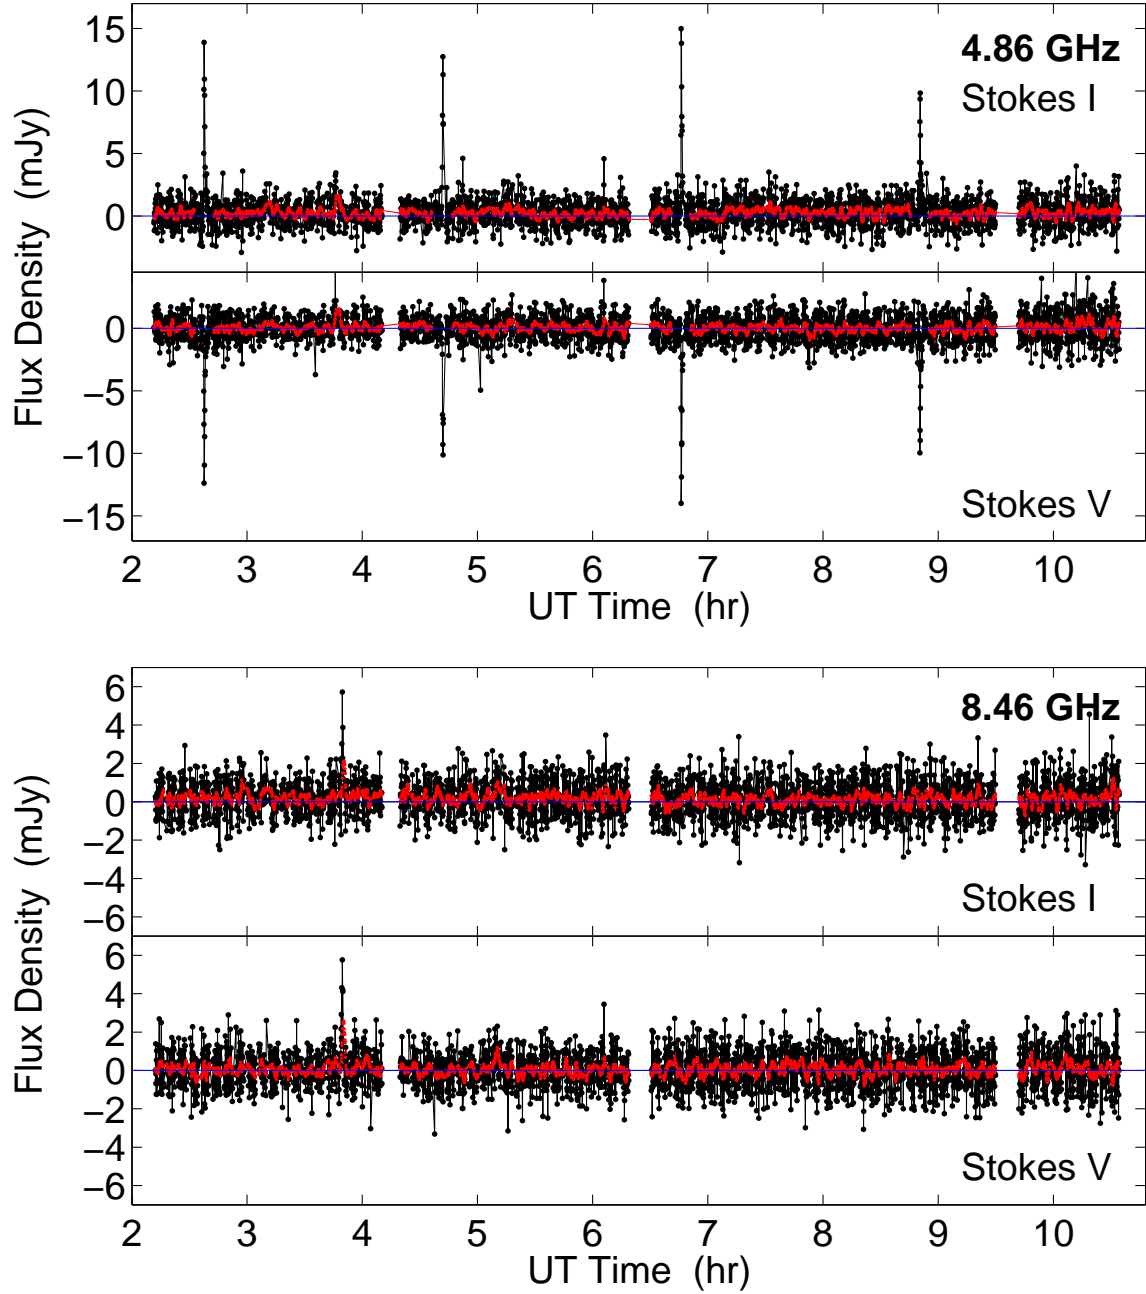 4.86 GHz
Stokes I
15
10
5
0
Flux Density (mJy)
0
−5
−10
−15
Stokes V
2 3 4 5 6 7 8 9 10
UT Time (hr)
8.46 GHz
6
4
2
0
−2
−4
−6
Stokes I
Flux Density (mJy)
6
4
2
0
−2
−4
−6
Stokes V
2 3 4 5 6 7 8 9 10
UT Time (hr)